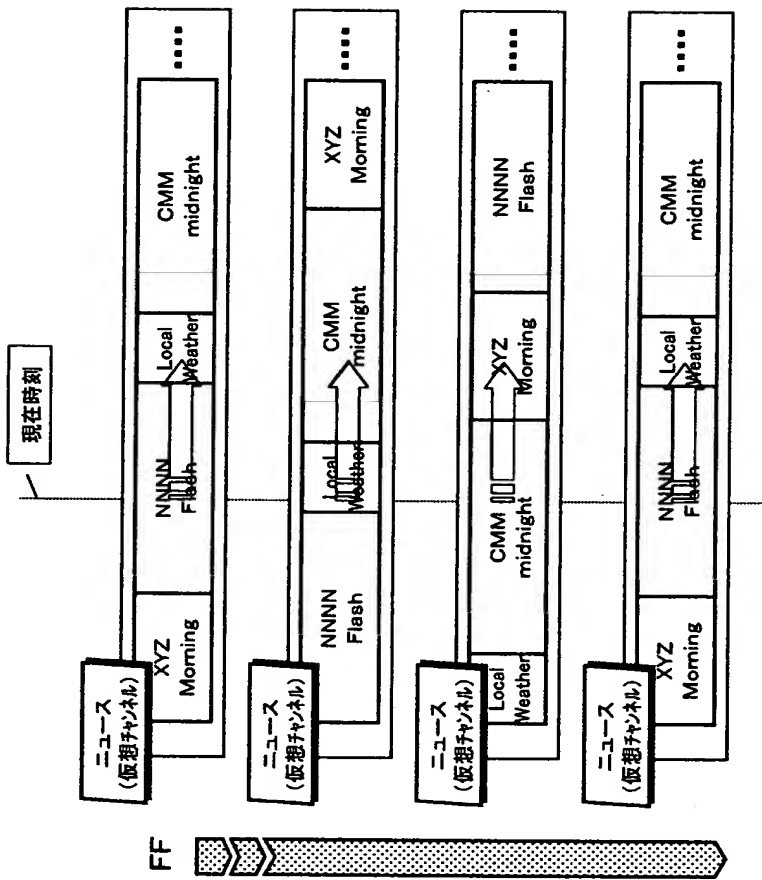 現在時刻
FF
ニュース
(仮想チャンネル)
XYZ
Morning
NNNN
Flash
Local
Weather
CMM
midnight
....
ニュース
(仮想チャンネル)
NNNN
Flash
Local
Weather
CMM
midnight
XYZ
Morning
....
ニュース
(仮想チャンネル)
Local
Weather
CMM
midnight
XYZ
Morning
NNNN
Flash
....
ニュース
(仮想チャンネル)
XYZ
Morning
NNNN
Flash
Local
Weather
CMM
midnight
....